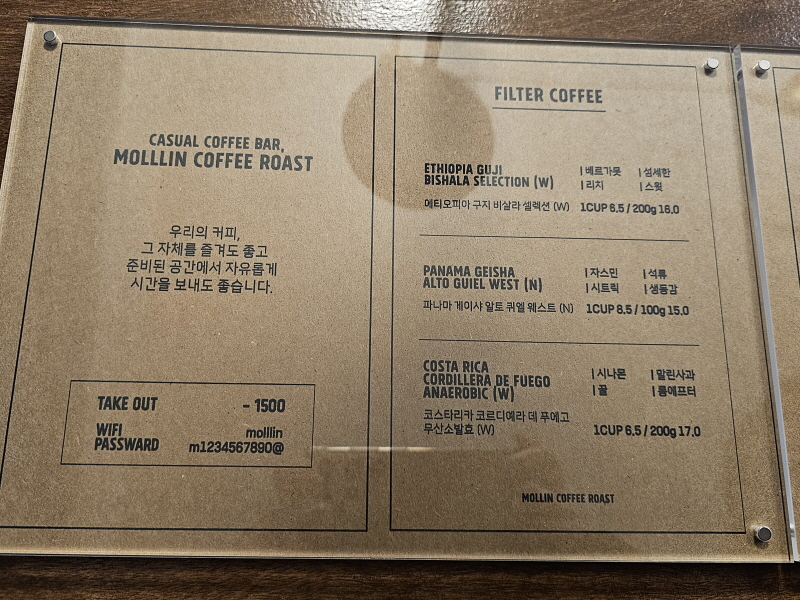 CASUAL COFFEE BAR,
MOLLLIN COFFEE ROAST
우리의 커피,
그 자체를 즐겨도 좋고
준비된 공간에서 자유롭게
시간을 보내도 좋습니다.
TAKE OUT - 1500
WIFI molllin
PASSWARD m1234567890@
FILTER COFFEE
ETHIOPIA GUJI | 베르가못 | 섬세한
BISHALA SELECTION (W) | 리치 | 스윗
에티오피아 구지 비샬라 셀렉션 (W) 1CUP 6.5 / 200g 16.0
PANAMA GEISHA | 자스민 | 석류
ALTO GUIEL WEST (N) | 시트릭 | 생동감
파나마 게이샤 알토 퀴엘 웨스트 (N) 1CUP 8.5 / 100g 15.0
COSTA RICA | 시나몬 | 말린사과
CORDILLERA DE FUEGO | 꿀 | 롱에프터
ANAEROBIC (W)
코스타리카 코르디예라 데 푸에고
무산소발효 (W) 1CUP 6.5 / 200g 17.0
MOLLIN COFFEE ROAST